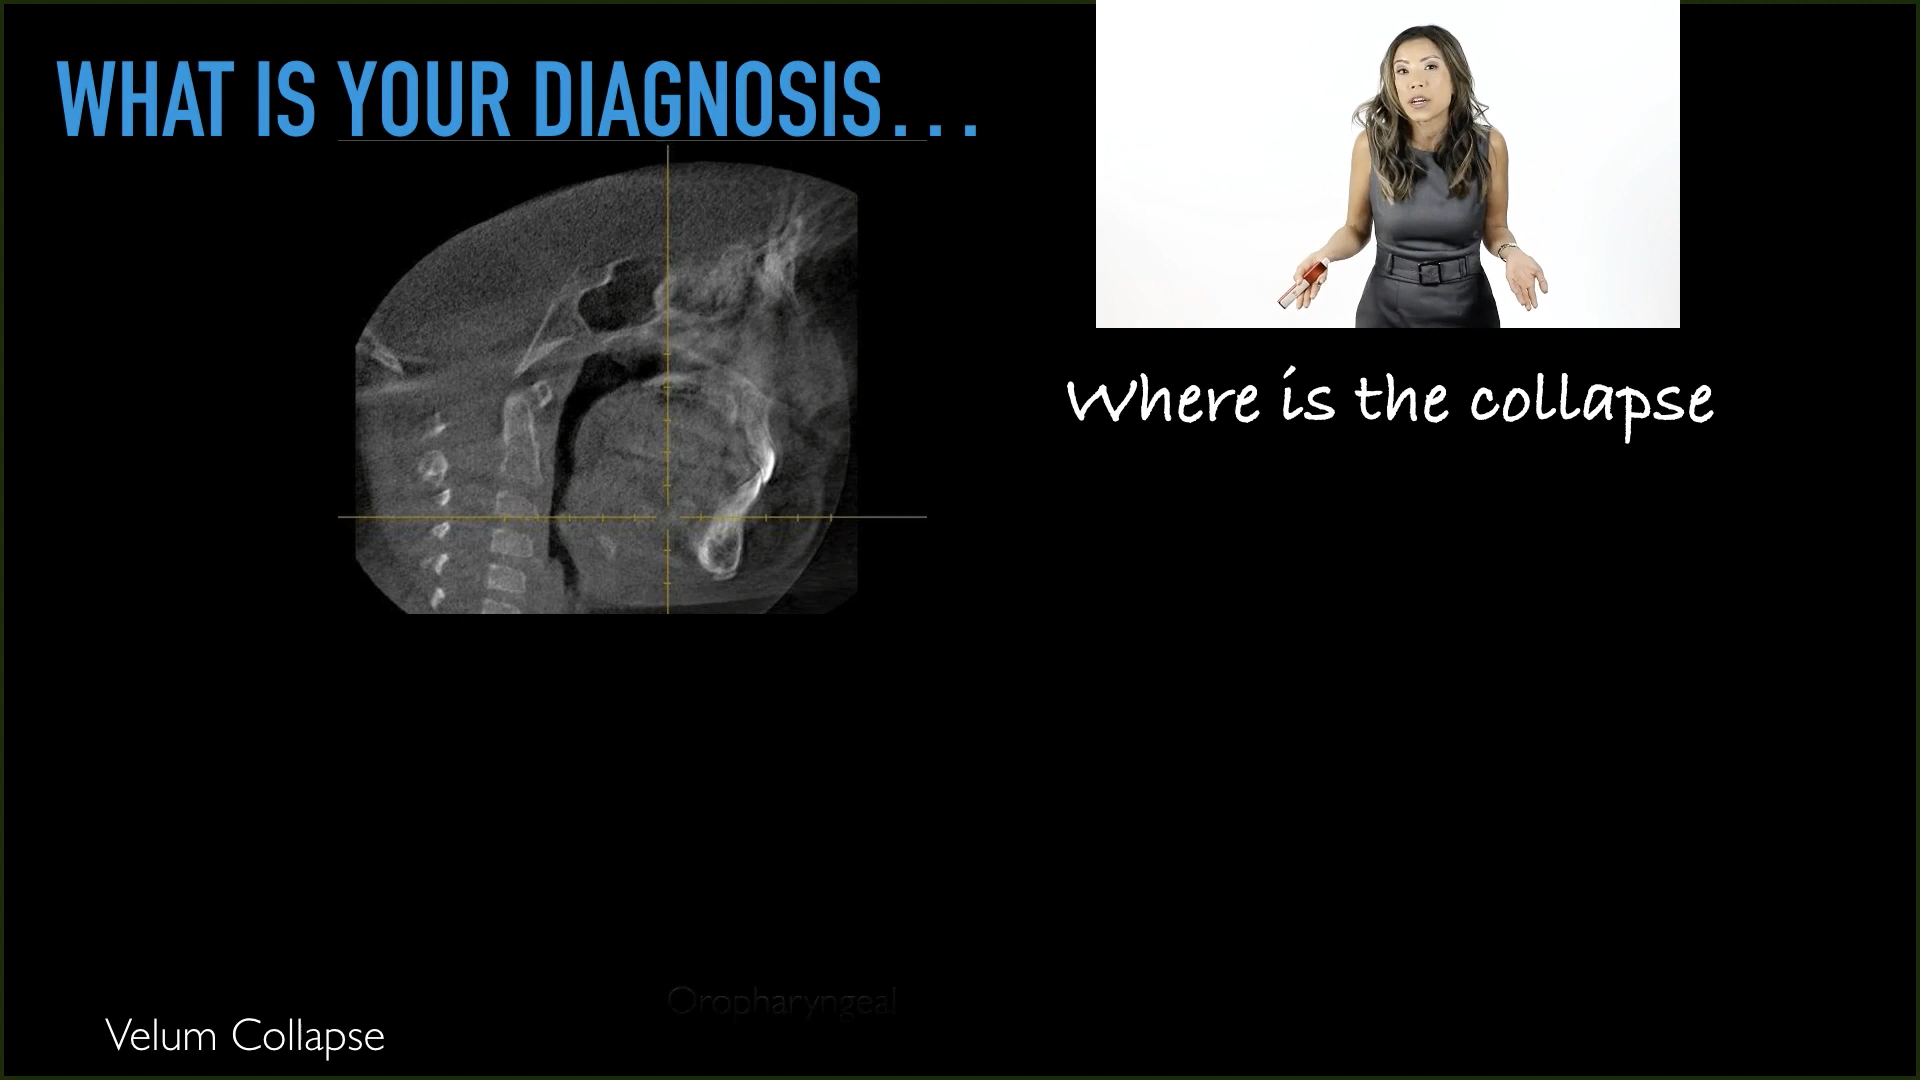 WHAT IS YOUR DIAGNOSIS...
Where is the collapse
Oropharyngeal
Velum Collapse